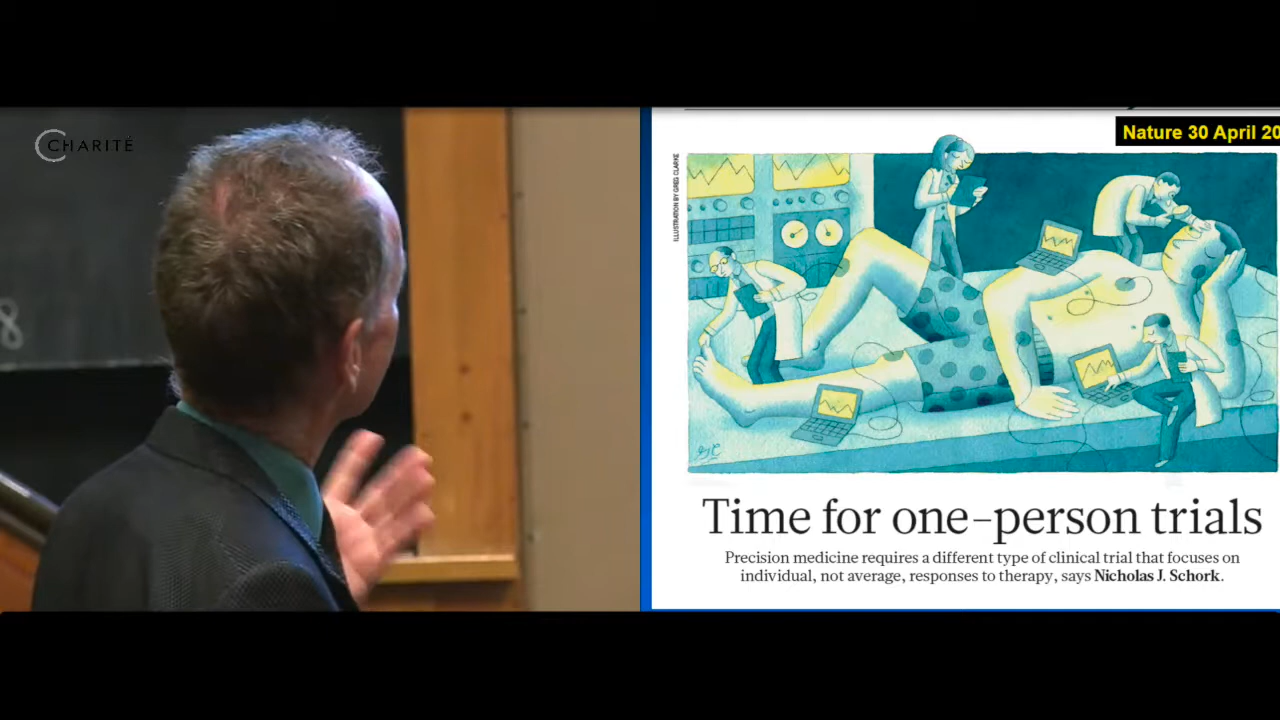 CHARITÉ
8
Nature 30 April 20
ILLUSTRATION BY GREG CLARKE
Time for one–person trials
Precision medicine requires a different type of clinical trial that focuses on
individual, not average, responses to therapy, says Nicholas J. Schork.